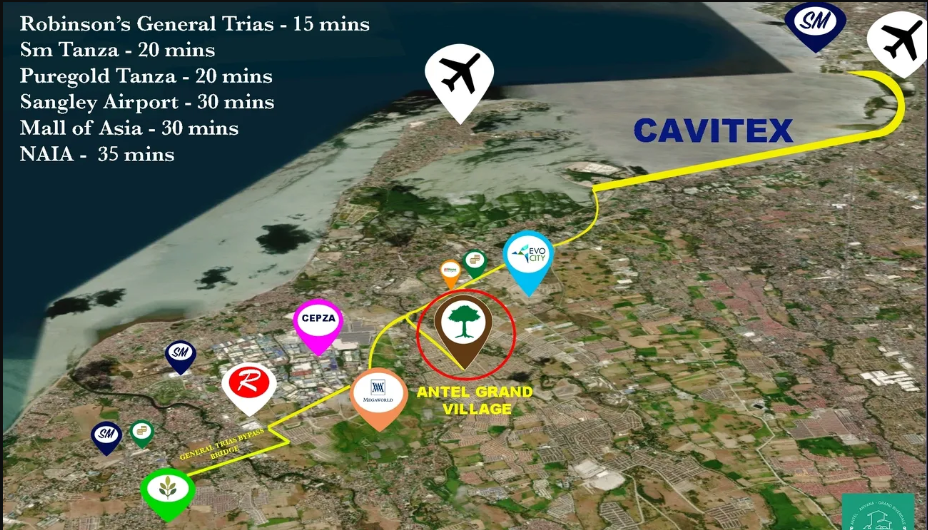 Robinson's General Trias - 15 mins
Sm Tanza - 20 mins
Puregold Tanza - 20 mins
Sangley Airport - 30 mins
Mall of Asia - 30 mins
NAIA - 35 mins
SM
CAVITEX
EVO
CITY
CEPZA
SM
R
MEGAWORLD
ANTEL GRAND
VILLAGE
SM
GENERAL TRIAS BYPASS
BRIDGE